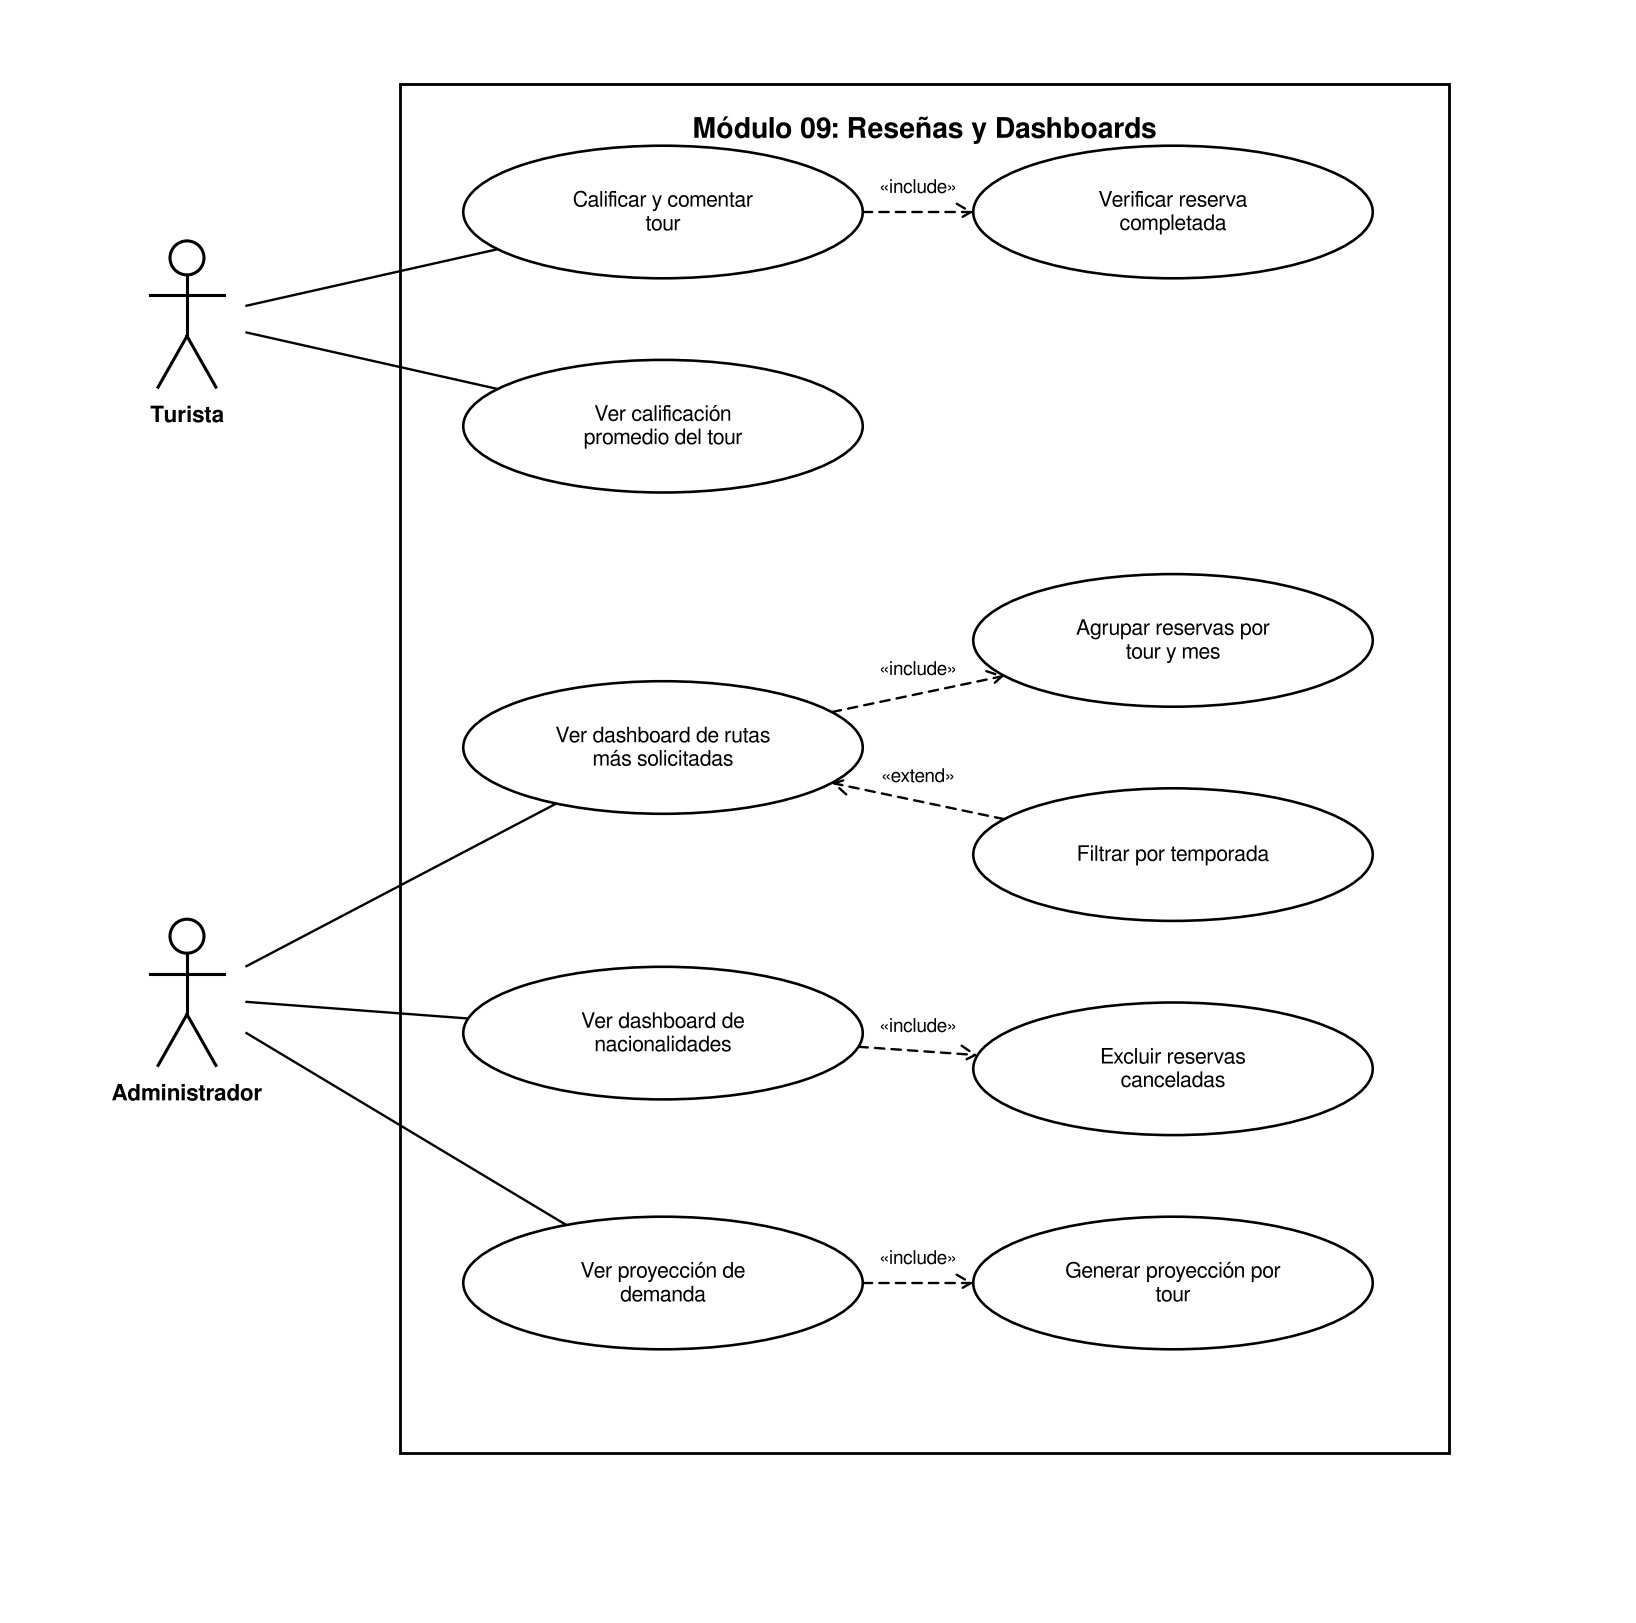 Módulo 09: Reseñas y Dashboards
Calificar y comentar
tour
«include»
Verificar reserva
completada
Turista
Ver calificación
promedio del tour
Agrupar reservas por
tour y mes
«include»
Ver dashboard de rutas
más solicitadas
«extend»
Filtrar por temporada
Administrador
Ver dashboard de
nacionalidades
«include»
Excluir reservas
canceladas
Ver proyección de
demanda
«include»
Generar proyección por
tour